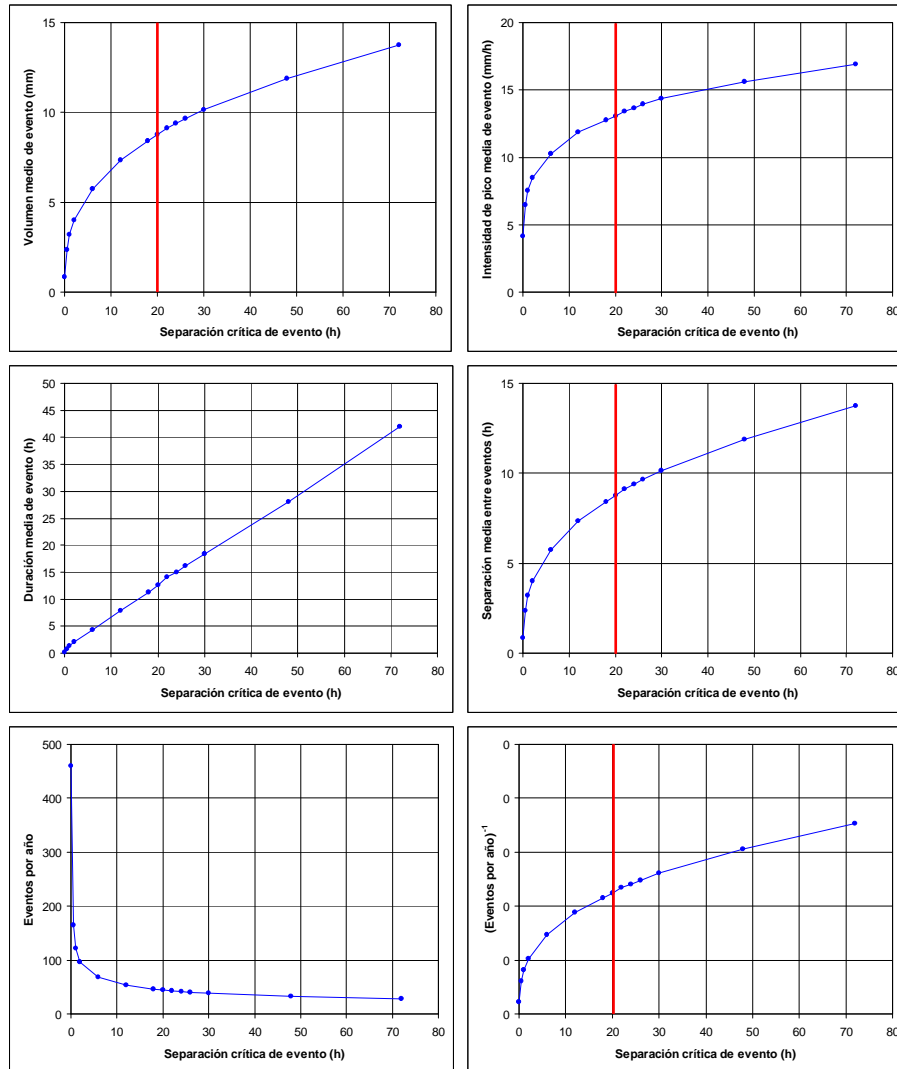 15
10
5
0
Volumen medio de evento (mm)
0 10 20 30 40 50 60 70 80
Separación crítica de evento (h)
20
15
10
5
0
Intensidad de pico media de evento (mm/h)
0 10 20 30 40 50 60 70 80
Separación crítica de evento (h)
50
45
40
35
30
25
20
15
10
5
0
Duración media de evento (h)
0 10 20 30 40 50 60 70 80
Separación crítica de evento (h)
15
10
5
0
Separación media entre eventos (h)
0 10 20 30 40 50 60 70 80
Separación crítica de evento (h)
500
400
300
200
100
0
Eventos por año
0 10 20 30 40 50 60 70 80
Separación crítica de evento (h)
0
0
0
0
0
0
(Eventos por año)⁻¹
0 10 20 30 40 50 60 70 80
Separación crítica de evento (h)